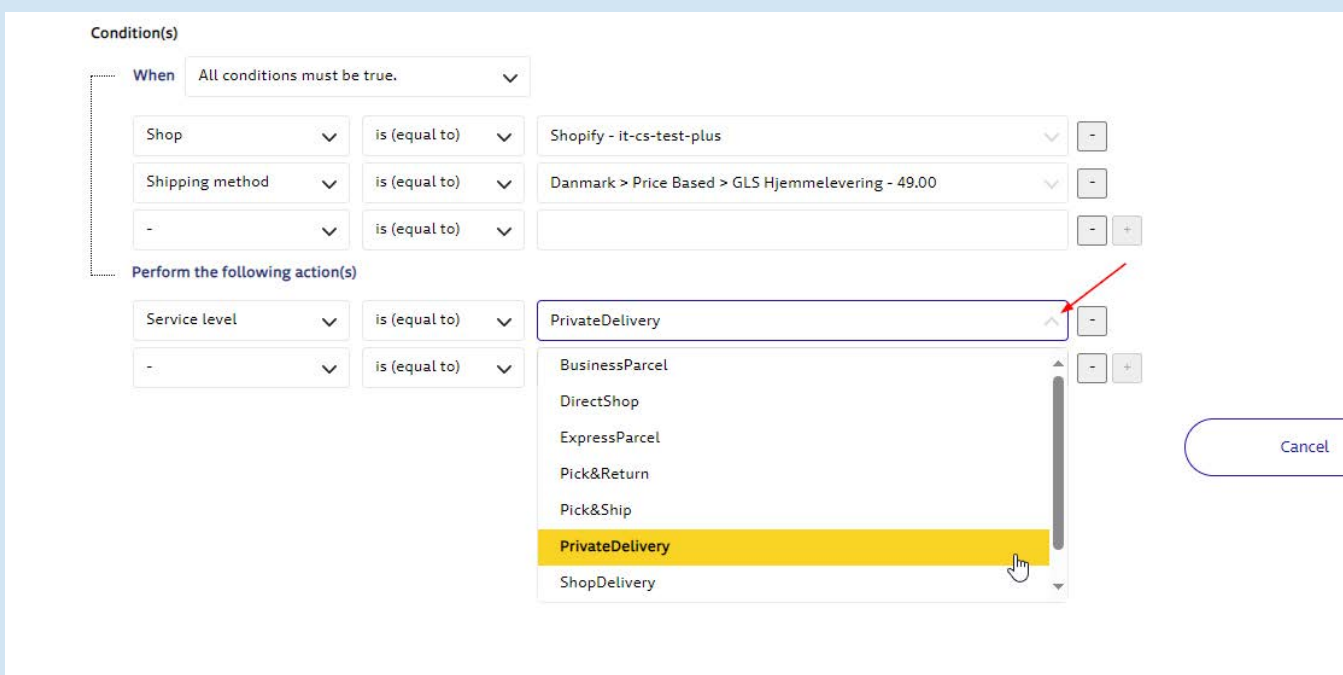 Condition(s)
When All conditions must be true.
Shop is (equal to) Shopify - it-cs-test-plus -
Shipping method is (equal to) Danmark > Price Based > GLS Hjemmelevering - 49.00 -
- is (equal to) - +
Perform the following action(s)
Service level is (equal to) PrivateDelivery -
- is (equal to) - +
BusinessParcel
DirectShop
ExpressParcel
Pick&Return
Pick&Ship
PrivateDelivery
ShopDelivery
Cancel